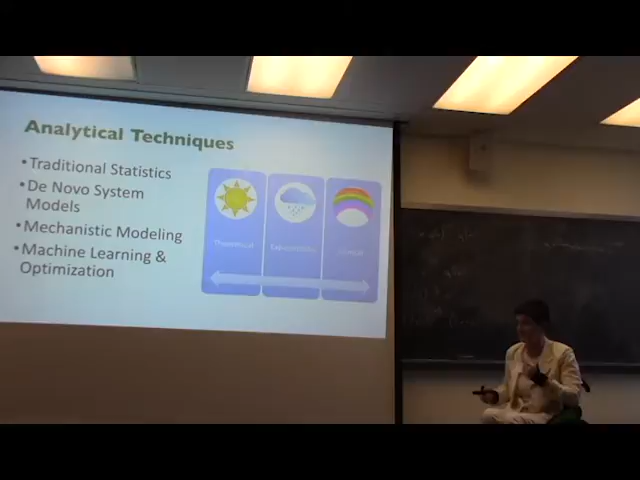 Analytical Techniques
• Traditional Statistics
• De Novo System
Models
• Mechanistic Modeling
• Machine Learning &
Optimization
Theoretical